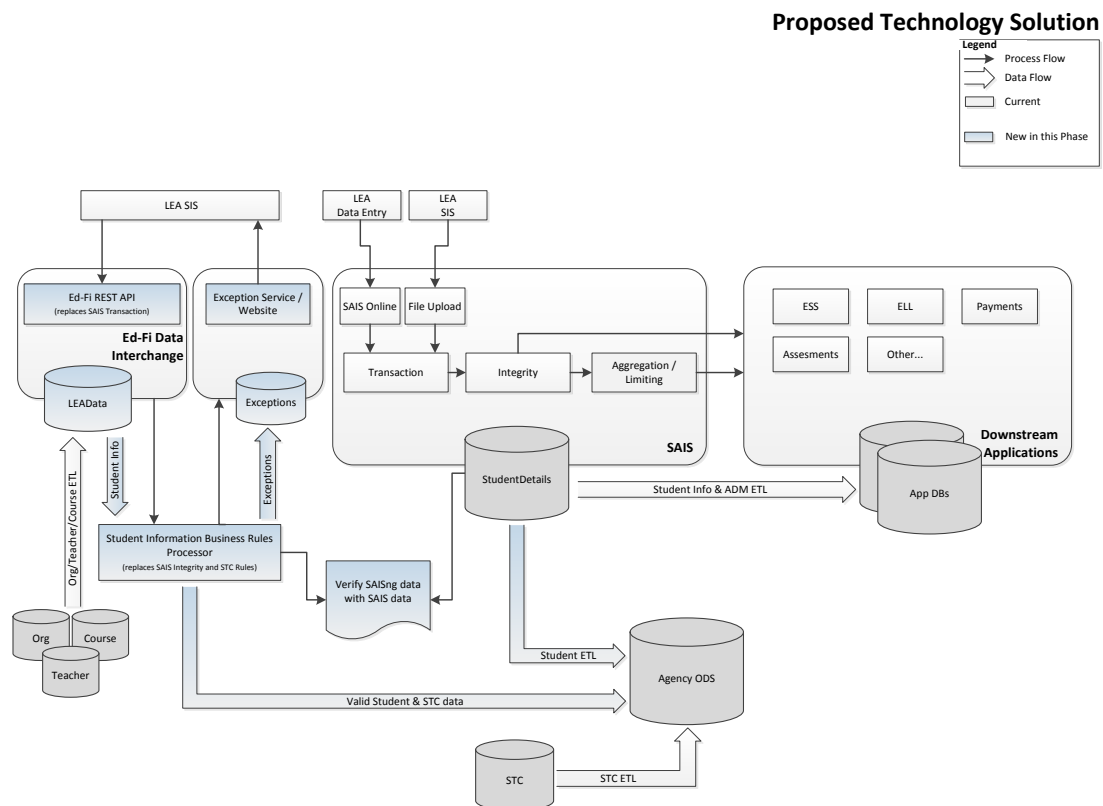 Proposed Technology Solution
Legend
Process Flow
Data Flow
Current
New in this Phase
LEA SIS
LEA
Data Entry
LEA
SIS
Ed-Fi REST API
(replaces SAIS Transaction)
Ed-Fi Data
Interchange
LEAData
Exception Service /
Website
Exceptions
SAIS Online
File Upload
Transaction
Integrity
Aggregation /
Limiting
SAIS
StudentDetails
ESS
ELL
Payments
Assesments
Other...
Downstream
Applications
App DBs
Student Info & ADM ETL
Org/Teacher/Course ETL
Student Info
Exceptions
Student Information Business Rules
Processor
(replaces SAIS Integrity and STC Rules)
Verify SAISng data
with SAIS data
Org
Course
Teacher
Student ETL
Valid Student & STC data
Agency ODS
STC
STC ETL